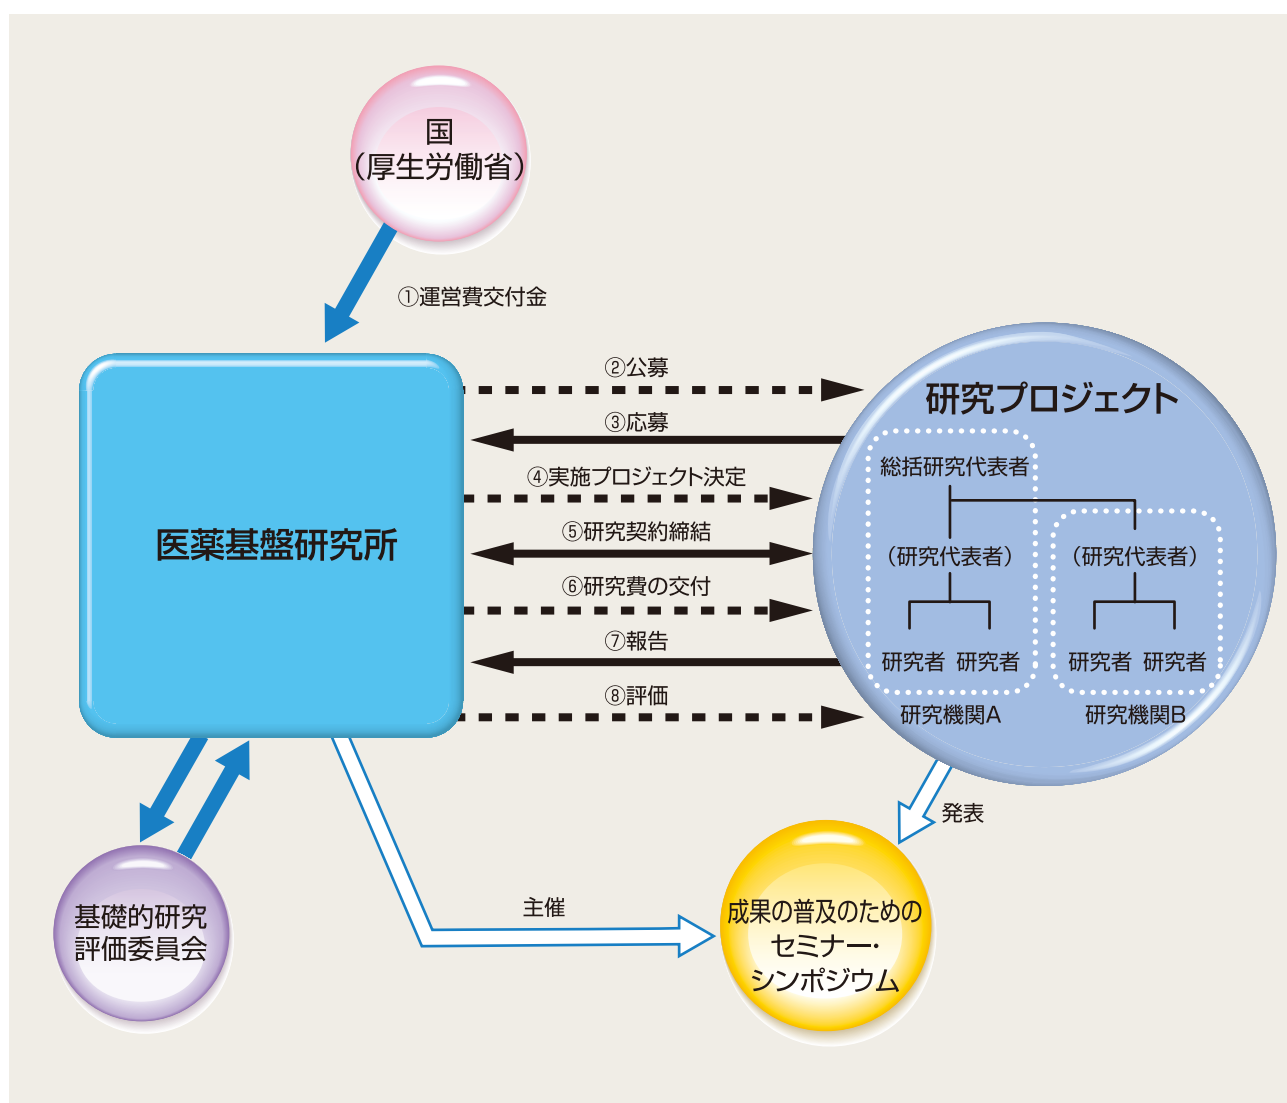 国
（厚生労働省）
①運営費交付金
医薬基盤研究所
②公募
③応募
④実施プロジェクト決定
⑤研究契約締結
⑥研究費の交付
⑦報告
⑧評価
研究プロジェクト
総括研究代表者
（研究代表者）
（研究代表者）
研究者 研究者
研究者 研究者
研究機関A
研究機関B
発表
主催
基礎的研究
評価委員会
成果の普及のための
セミナー・
シンポジウム